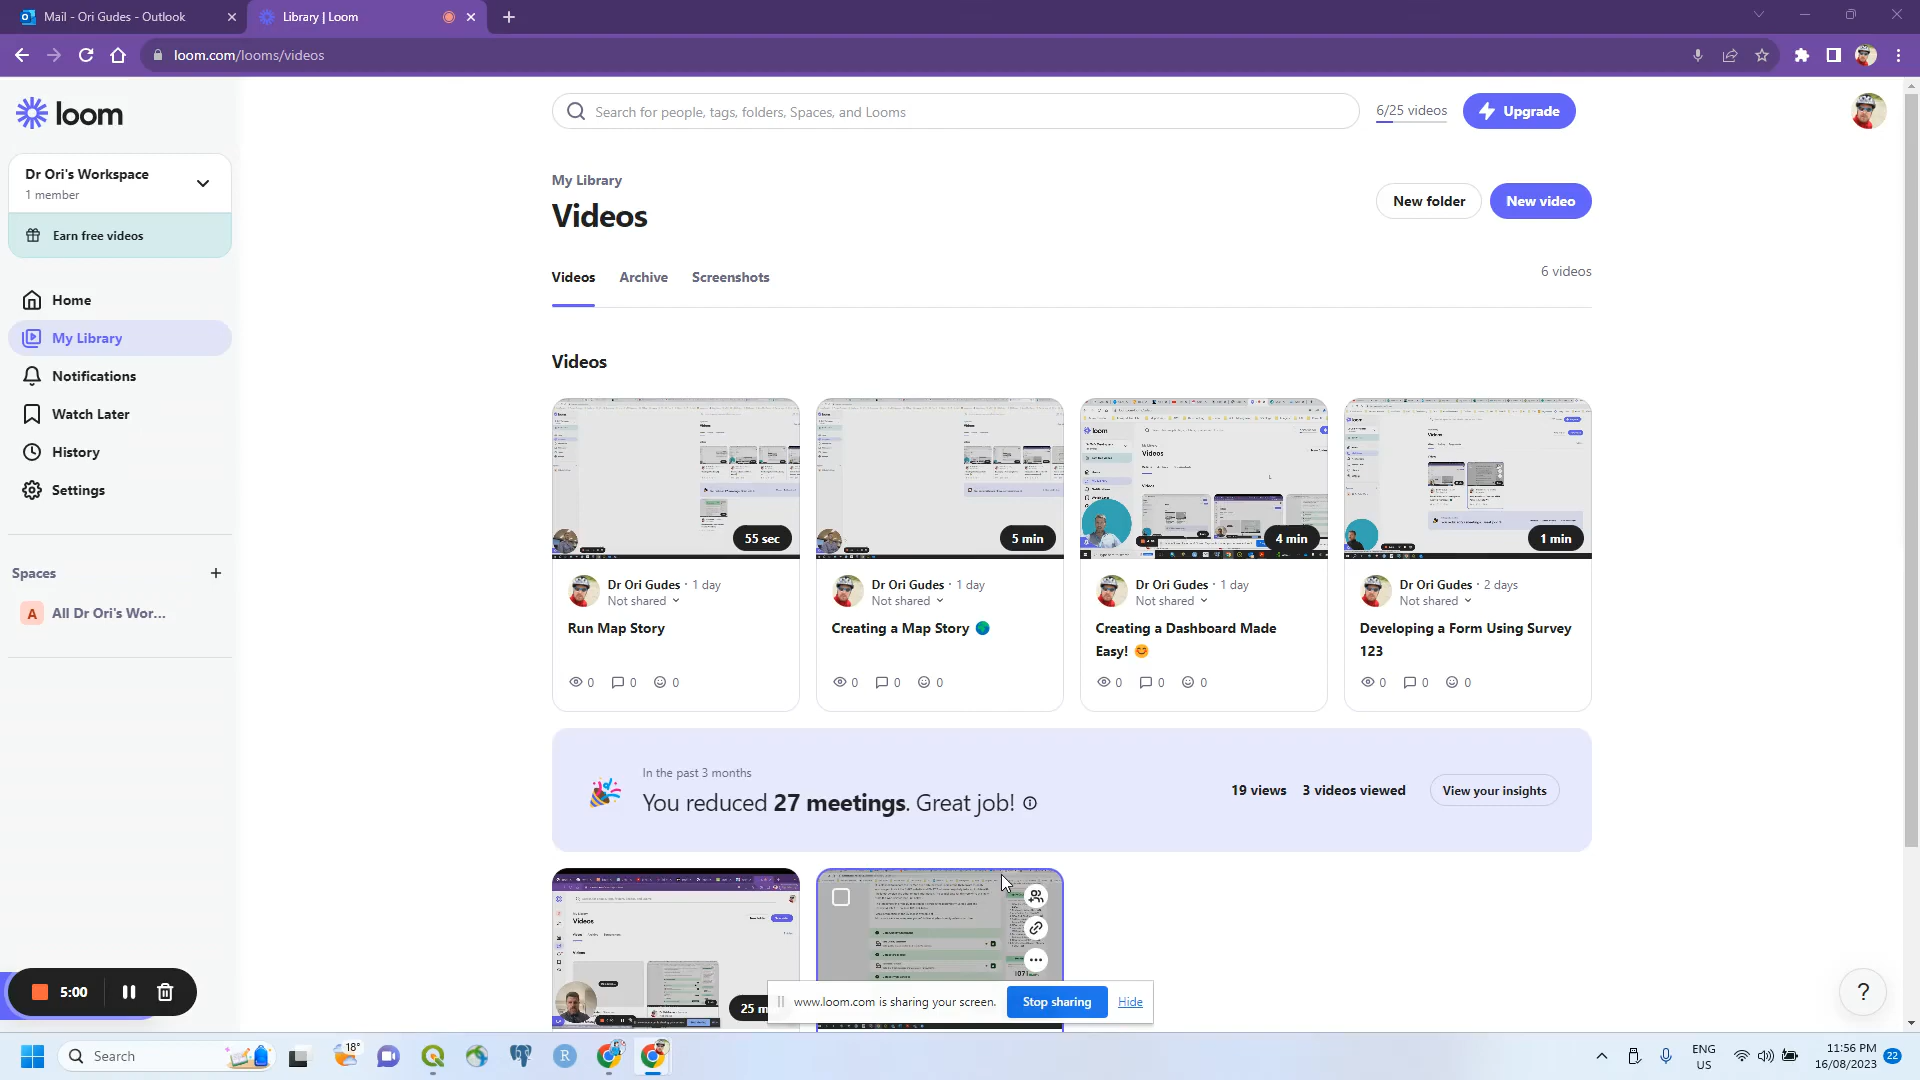 Mail - Ori Gudes - Outlook
Library | Loom
loom.com/looms/videos
loom
Search for people, tags, folders, Spaces, and Looms
6/25 videos
Upgrade
Dr Ori's Workspace
1 member
Earn free videos
Home
My Library
Notifications
Watch Later
History
Settings
Spaces
A All Dr Ori's Wor...
My Library
Videos
New folder
New video
Videos
Archive
Screenshots
6 videos
Videos
55 sec
5 min
4 min
1 min
Dr Ori Gudes · 1 day
Not shared
Run Map Story
0 0 0
Dr Ori Gudes · 1 day
Not shared
Creating a Map Story 🌏
0 0 0
Dr Ori Gudes · 1 day
Not shared
Creating a Dashboard Made
Easy! 😊
0 0 0
Dr Ori Gudes · 2 days
Not shared
Developing a Form Using Survey
123
0 0 0
In the past 3 months
You reduced 27 meetings. Great job!
19 views
3 videos viewed
View your insights
Videos
25 m
5:00
www.loom.com is sharing your screen.
Stop sharing
Hide
?
Search
18°
ENG
US
11:56 PM
16/08/2023
22